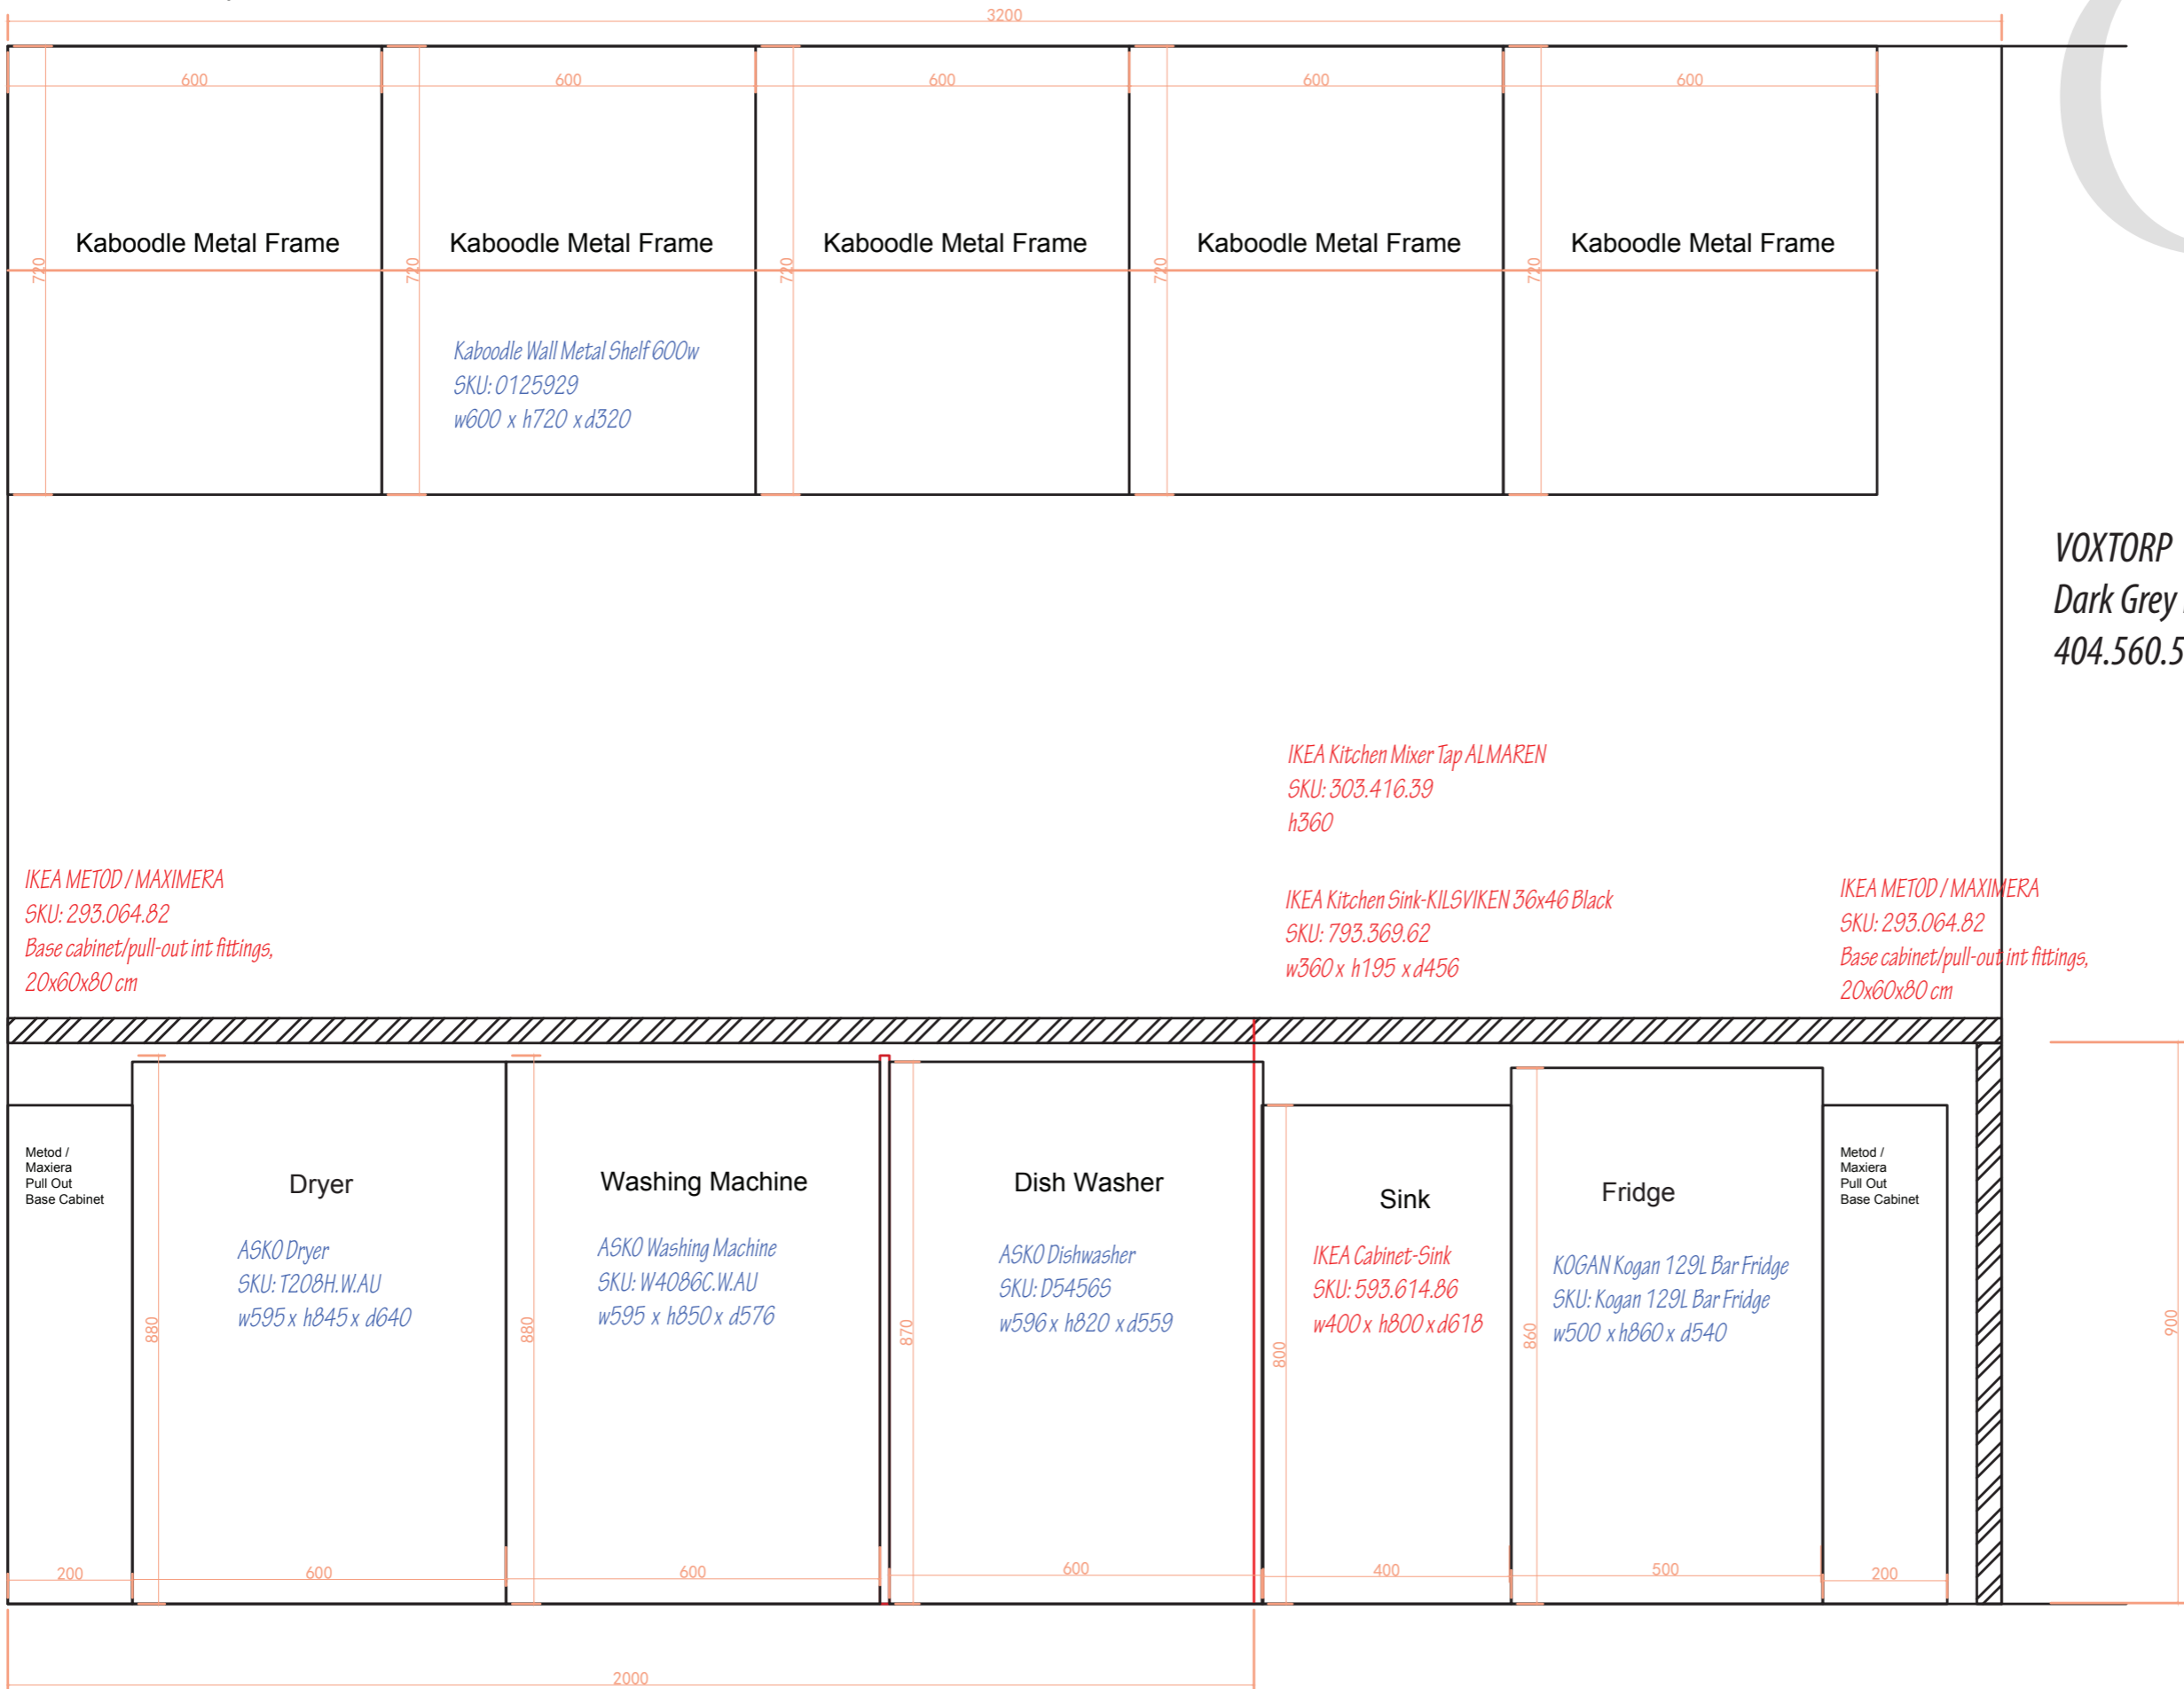 3200
600
600
600
600
600
Kaboodle Metal Frame
Kaboodle Metal Frame
Kaboodle Metal Frame
Kaboodle Metal Frame
Kaboodle Metal Frame
720
720
720
720
720
Kaboodle Wall Metal Shelf 600w
SKU: 0125929
w600 x h720 x d320
VOXTORP
Dark Grey
404.560.5
IKEA Kitchen Mixer Tap ALMAREN
SKU: 303.416.39
h360
IKEA METOD / MAXIMERA
SKU: 293.064.82
Base cabinet/pull-out int fittings,
20x60x80 cm
IKEA Kitchen Sink-KILSVIKEN 36x46 Black
SKU: 793.369.62
w360 x h195 x d456
IKEA METOD / MAXIMERA
SKU: 293.064.82
Base cabinet/pull-out int fittings,
20x60x80 cm
Metod /
Maxiera
Pull Out
Base Cabinet
Dryer
ASKO Dryer
SKU: T208H.W.AU
w595 x h845 x d640
880
Washing Machine
ASKO Washing Machine
SKU: W4086C.W.AU
w595 x h850 x d576
880
Dish Washer
ASKO Dishwasher
SKU: D5456S
w596 x h820 x d559
870
Sink
IKEA Cabinet-Sink
SKU: 593.614.86
w400 x h800 x d618
800
Fridge
KOGAN Kogan 129L Bar Fridge
SKU: Kogan 129L Bar Fridge
w500 x h860 x d540
860
Metod /
Maxiera
Pull Out
Base Cabinet
900
200
600
600
600
400
500
200
2000